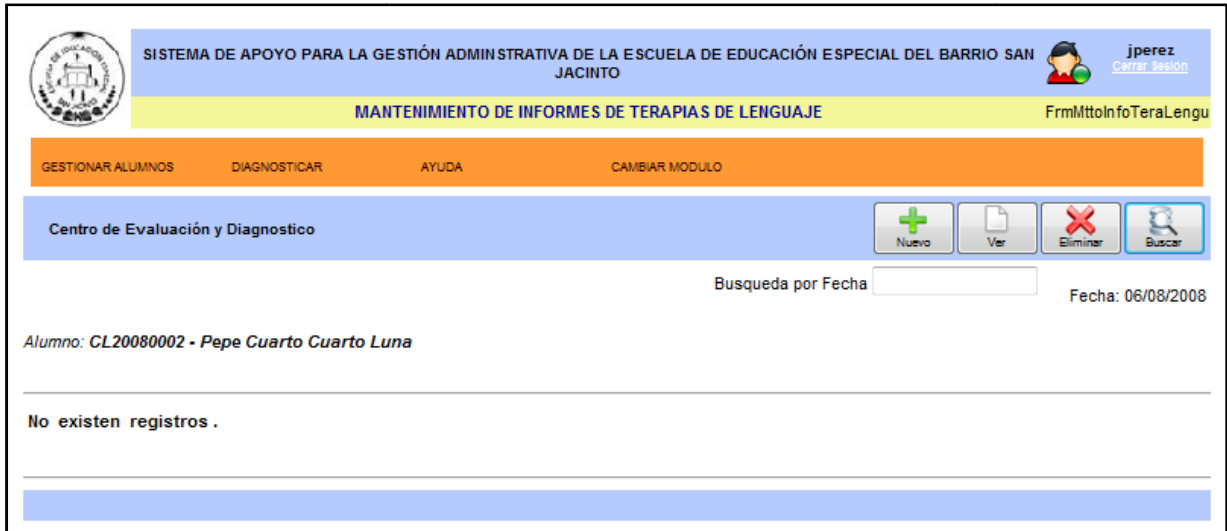 SISTEMA DE APOYO PARA LA GESTIÓN ADMINSTRATIVA DE LA ESCUELA DE EDUCACIÓN ESPECIAL DEL BARRIO SAN
JACINTO
jperez
Cerrar Sesión
MANTENIMIENTO DE INFORMES DE TERAPIAS DE LENGUAJE
FrmMttoInfoTeraLengu
GESTIONAR ALUMNOS DIAGNOSTICAR AYUDA CAMBIAR MODULO
Centro de Evaluación y Diagnostico
Nuevo Ver Eliminar Buscar
Busqueda por Fecha
Fecha: 06/08/2008
Alumno: CL20080002 - Pepe Cuarto Cuarto Luna
No existen registros.